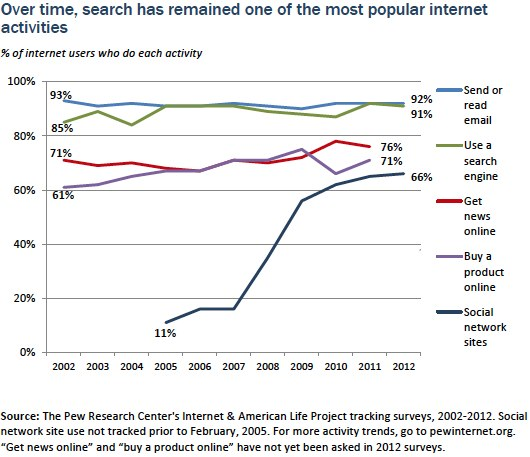 Over time, search has remained one of the most popular internet
activities
% of internet users who do each activity
100%
80%
60%
40%
20%
0%
93%
85%
71%
61%
11%
92%
91%
76%
71%
66%
2002 2003 2004 2005 2006 2007 2008 2009 2010 2011 2012
Send or
read
email
Use a
search
engine
Get
news
online
Buy a
product
online
Social
network
sites
Source: The Pew Research Center's Internet & American Life Project tracking surveys, 2002-2012. Social
network site use not tracked prior to February, 2005. For more activity trends, go to pewinternet.org.
“Get news online” and “buy a product online” have not yet been asked in 2012 surveys.